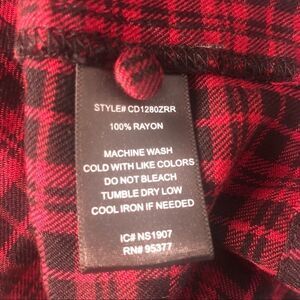 STYLE# CD1280ZRR
100% RAYON
MACHINE WASH
COLD WITH LIKE COLORS
DO NOT BLEACH
TUMBLE DRY LOW
COOL IRON IF NEEDED
IC# NS1907
RN# 95377